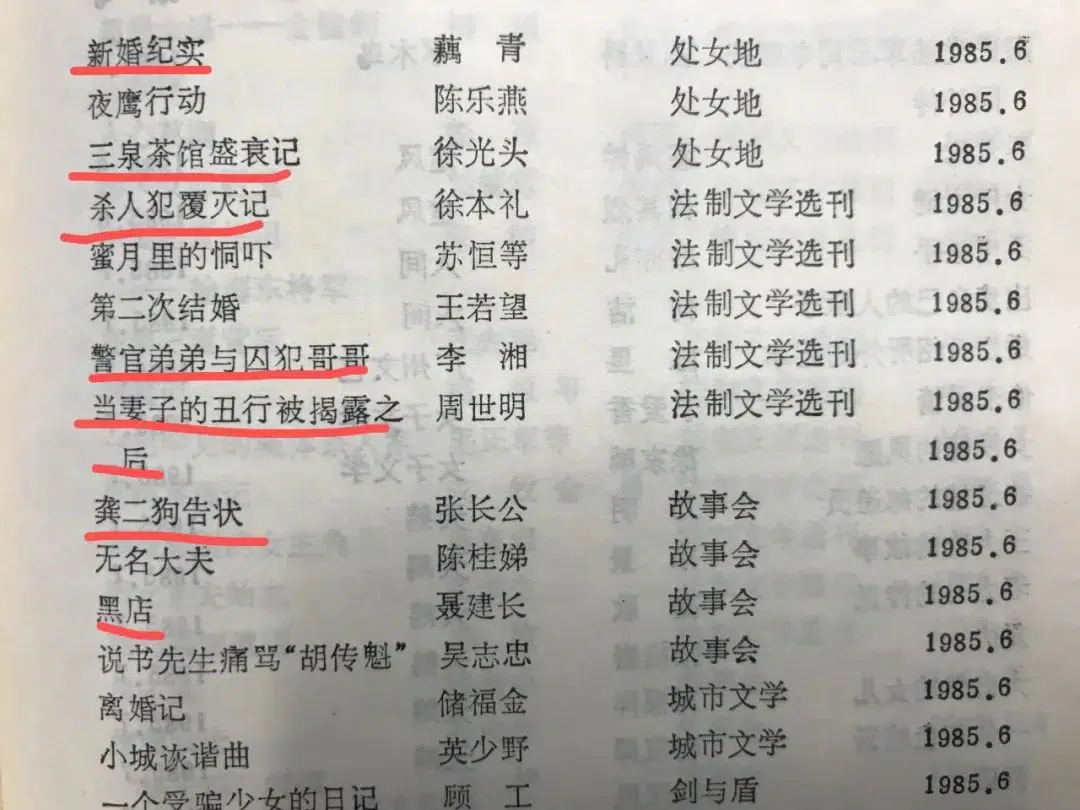 新婚纪实 藕青 处女地 1985.6
夜鹰行动 陈乐燕 处女地 1985.6
三泉茶馆盛衰记 徐光头 处女地 1985.6
杀人犯覆灭记 徐本礼 法制文学选刊 1985.6
蜜月里的恫吓 苏恒等 法制文学选刊 1985.6
第二次结婚 王若望 法制文学选刊 1985.6
警官弟弟与囚犯哥哥 李湘 法制文学选刊 1985.6
当妻子的丑行被揭露之 周世明 法制文学选刊 1985.6
后 1985.6
龚二狗告状 张长公 故事会 1985.6
无名大夫 陈桂娣 故事会 1985.6
黑店 聂建长 故事会 1985.6
说书先生痛骂“胡传魁” 吴志忠 故事会 1985.6
离婚记 储福金 城市文学 1985.6
小城诙谐曲 英少野 城市文学 1985.6
一个受骗少女的日记 顾工 剑与盾 1985.6